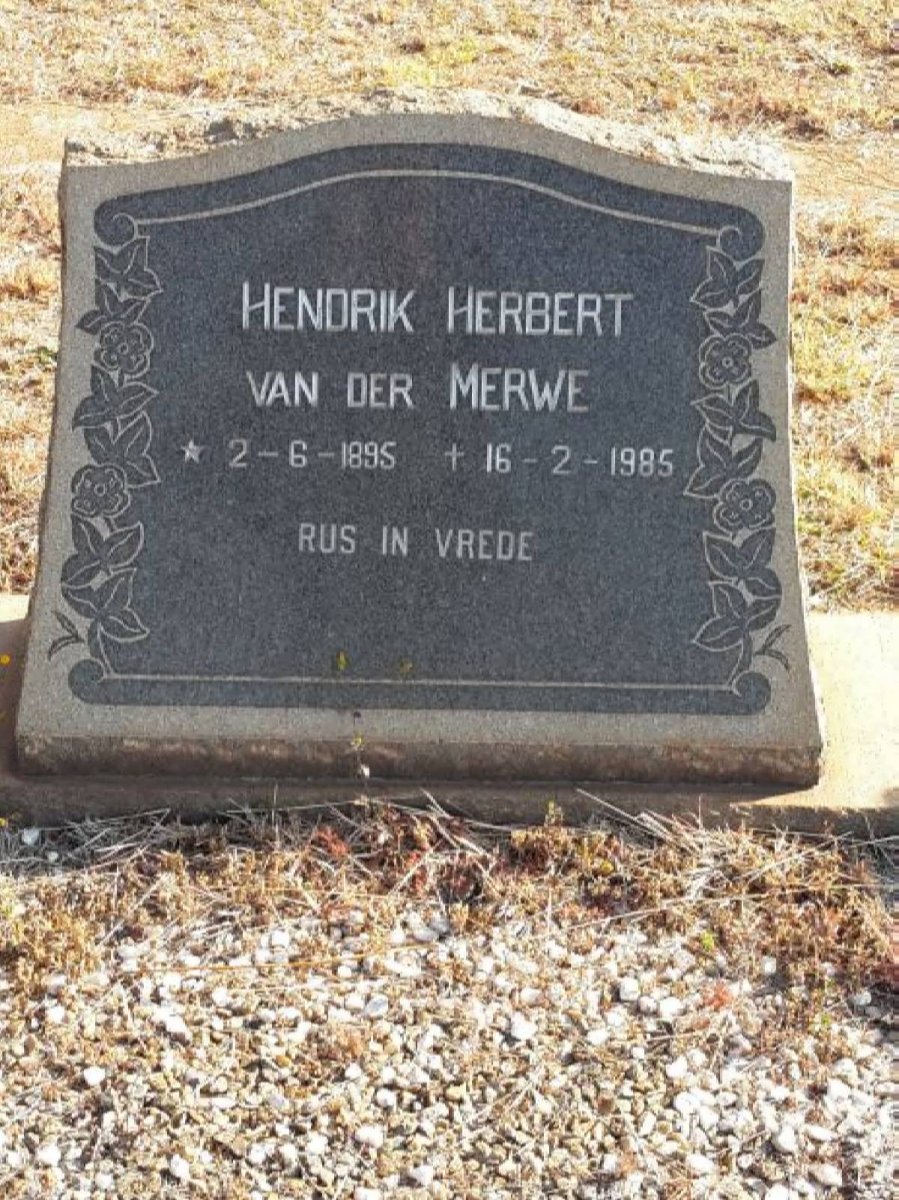 HENDRIK HERBERT
VAN DER MERWE
* 2-6-1895 † 16-2-1985
RUS IN VREDE